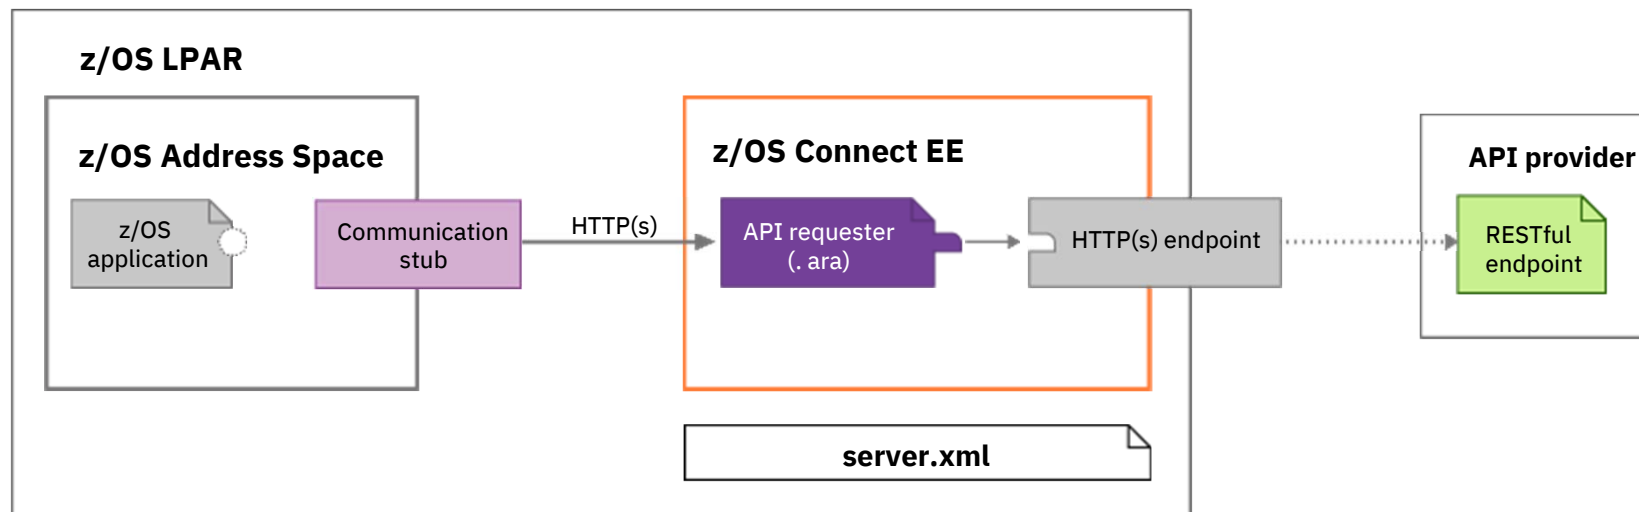 z/OS LPAR
z/OS Address Space
z/OS
application
Communication
stub
HTTP(s)
z/OS Connect EE
API requester
(. ara)
HTTP(s) endpoint
server.xml
API provider
RESTful
endpoint